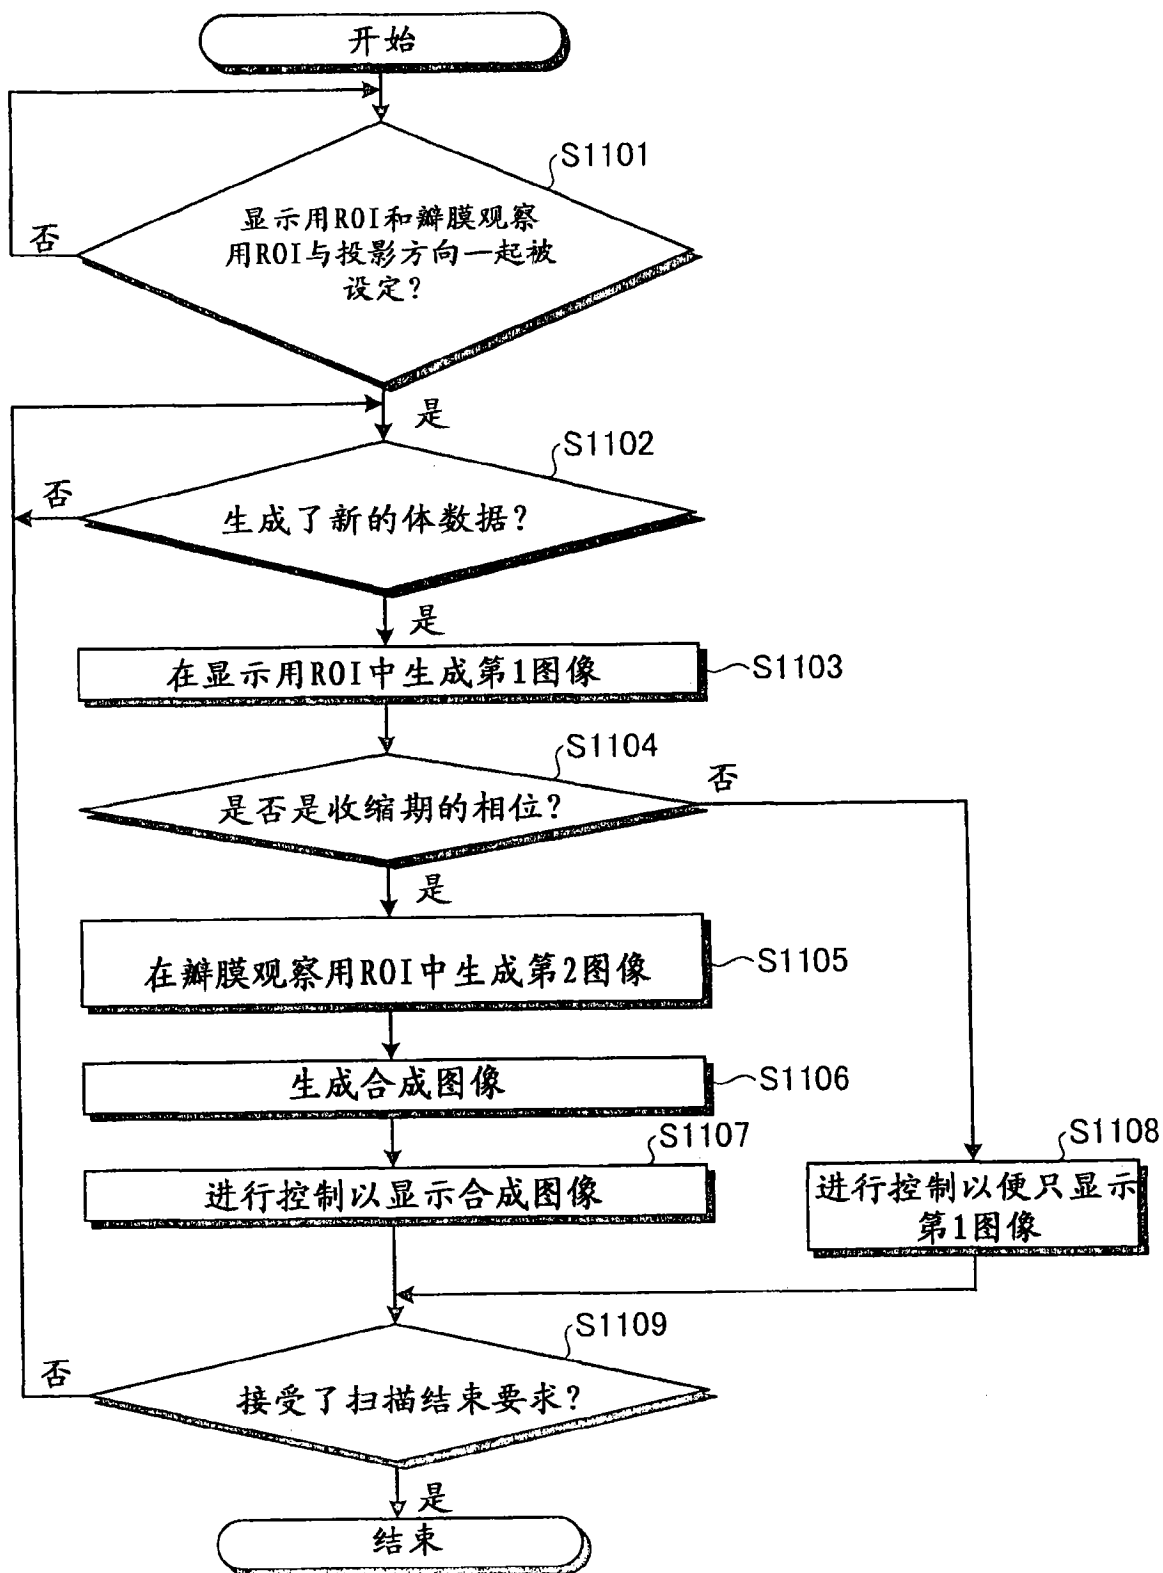 开始
S1101
显示用ROI和瓣膜观察
用ROI与投影方向一起被
设定?
否
是
S1102
否
生成了新的体数据?
是
在显示用ROI中生成第1图像
S1103
S1104
否
是否是收缩期的相位?
是
在瓣膜观察用ROI中生成第2图像
S1105
生成合成图像
S1106
S1107
进行控制以显示合成图像
S1108
进行控制以便只显示
第1图像
S1109
否
接受了扫描结束要求?
是
结束